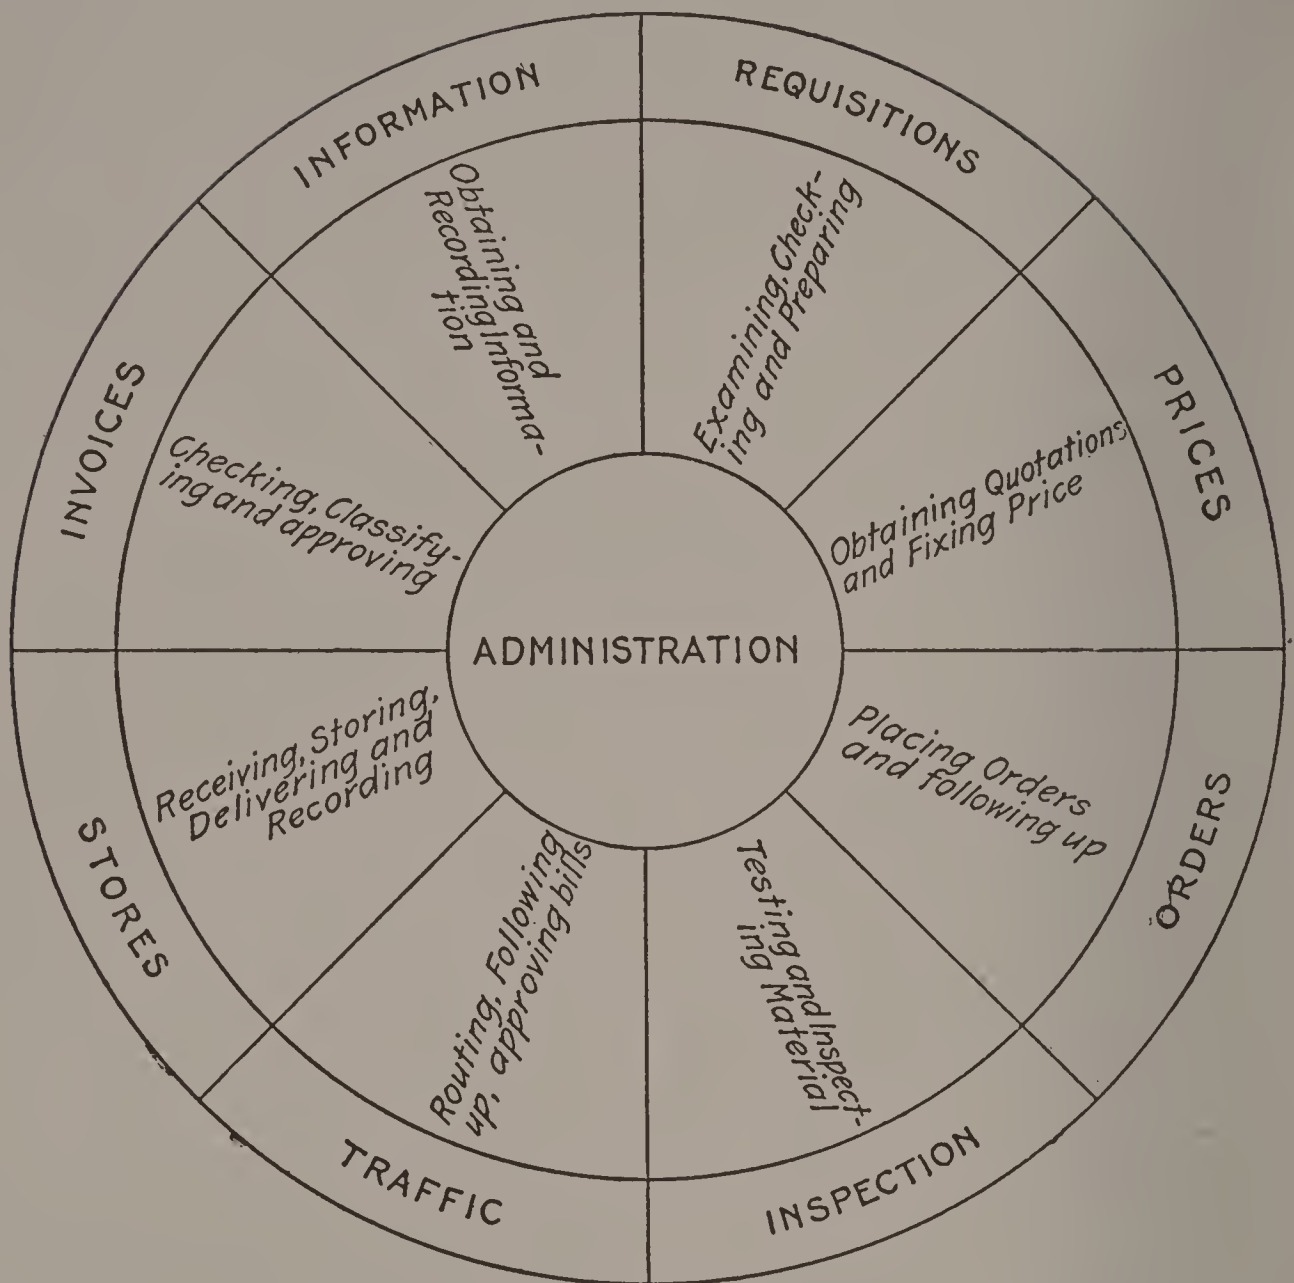 REQUISITIONS
Examining, Check-
ing and Preparing
PRICES
Obtaining Quotations
and Fixing Price
ORDERS
Placing Orders
and following up
INSPECTION
Testing and Inspect-
ing Material
TRAFFIC
Routing, Following
up, approving bills
STORES
Receiving, Storing,
Delivering and
Recording
INVOICES
Checking, Classify-
ing and approving
INFORMATION
Obtaining and
Recording Informa-
tion
ADMINISTRATION